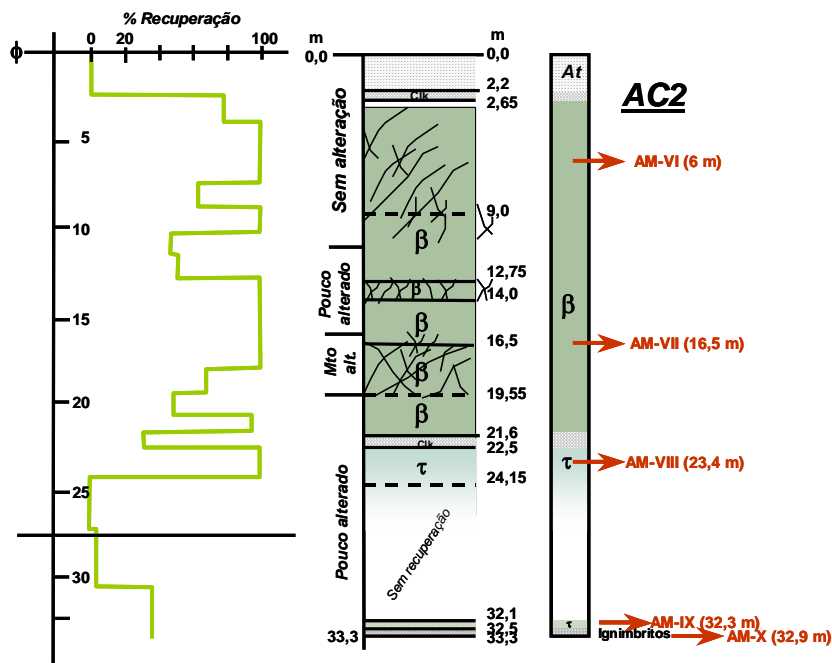 % Recuperação
0 20 100
ϕ
5
10
15
20
25
30
m
0,0
33,3
Sem alteração
Pouco alterado
Mto alt.
Pouco alterado
m
0,0
2,2
2,65
9,0
12,75
14,0
16,5
19,55
21,6
22,5
24,15
32,1
32,5
33,3
Clk
β
β
β
β
β
Clk
τ
Sem recuperação
At
β
τ
τ
Ignimbritos
AC2
AM-VI (6 m)
AM-VII (16,5 m)
AM-VIII (23,4 m)
AM-IX (32,3 m)
AM-X (32,9 m)